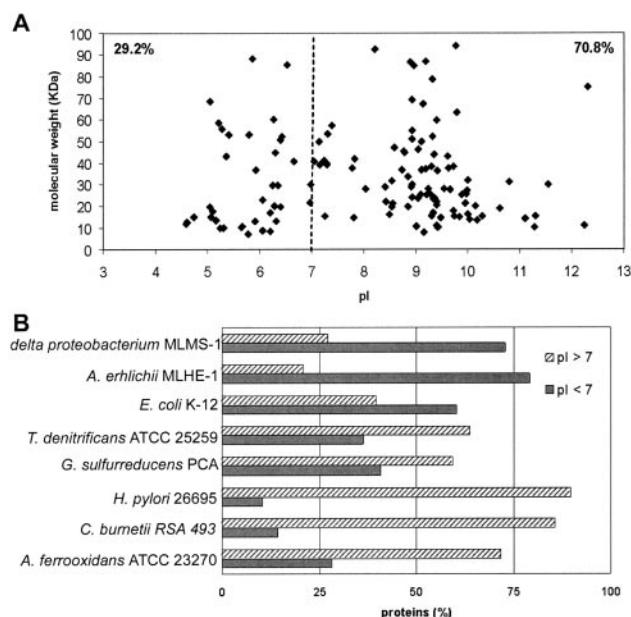 A
29.2%
70.8%
molecular weight (KDa)
100
90
80
70
60
50
40
30
20
10
0
3 4 5 6 7 8 9 10 11 12 13
pI
B
delta proteobacterium MLMS-1
A. erhlichii MLHE-1
E. coli K-12
T. denitrificans ATCC 25259
G. sulfurreducens PCA
H. pylori 26695
C. burnetii RSA 493
A. ferrooxidans ATCC 23270
pI > 7
pI < 7
0 25 50 75 100
proteins (%)